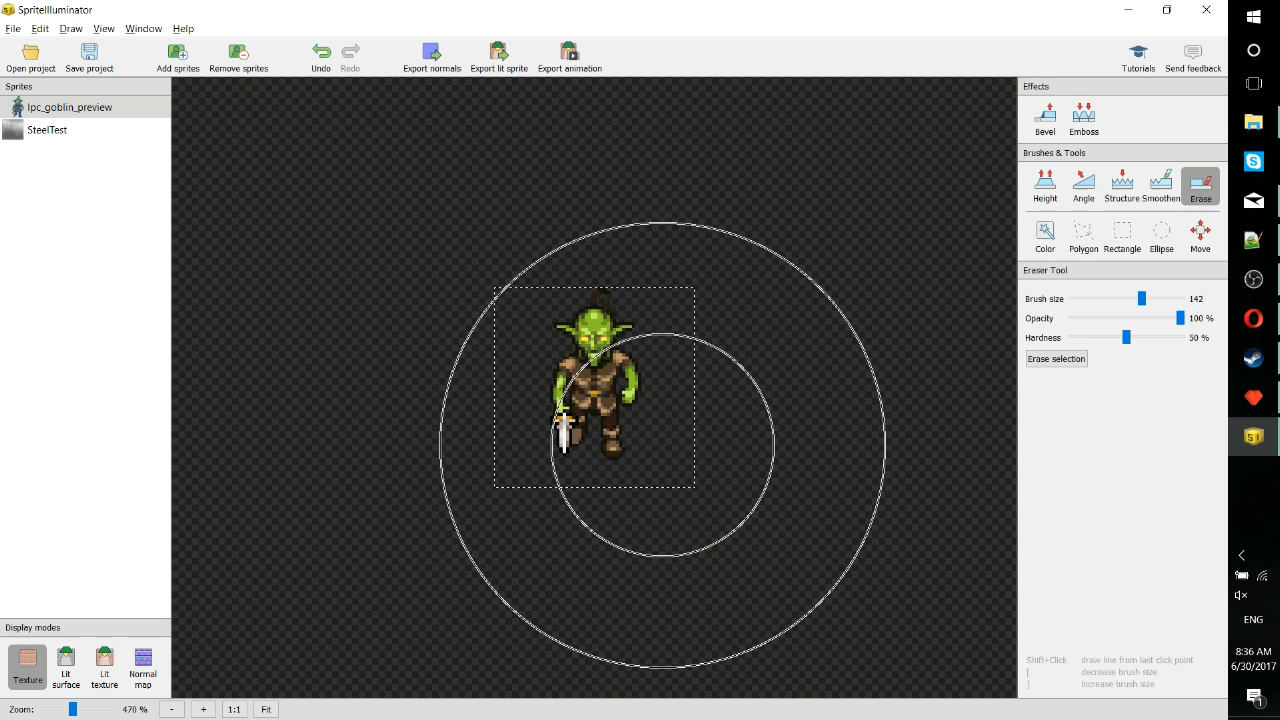 SpriteIlluminator
File Edit Draw View Window Help
Open project Save project Add sprites Remove sprites Undo Redo Export normals Export lit sprite Export animation Tutorials Send feedback
Sprites
lpc_goblin_preview
SteelTest
Effects
Bevel Emboss
Brushes & Tools
Height Angle Structure Smoothen Erase
Color Polygon Rectangle Ellipse Move
Eraser Tool
Brush size 142
Opacity 100 %
Hardness 50 %
Erase selection
Shift+Click draw line from last click point
[ decrease brush size
] increase brush size
Display modes
Texture Lit surface Lit texture Normal map
Zoom: 470 % - + 1:1 Fit
S
SI
ENG
8:36 AM
6/30/2017
1